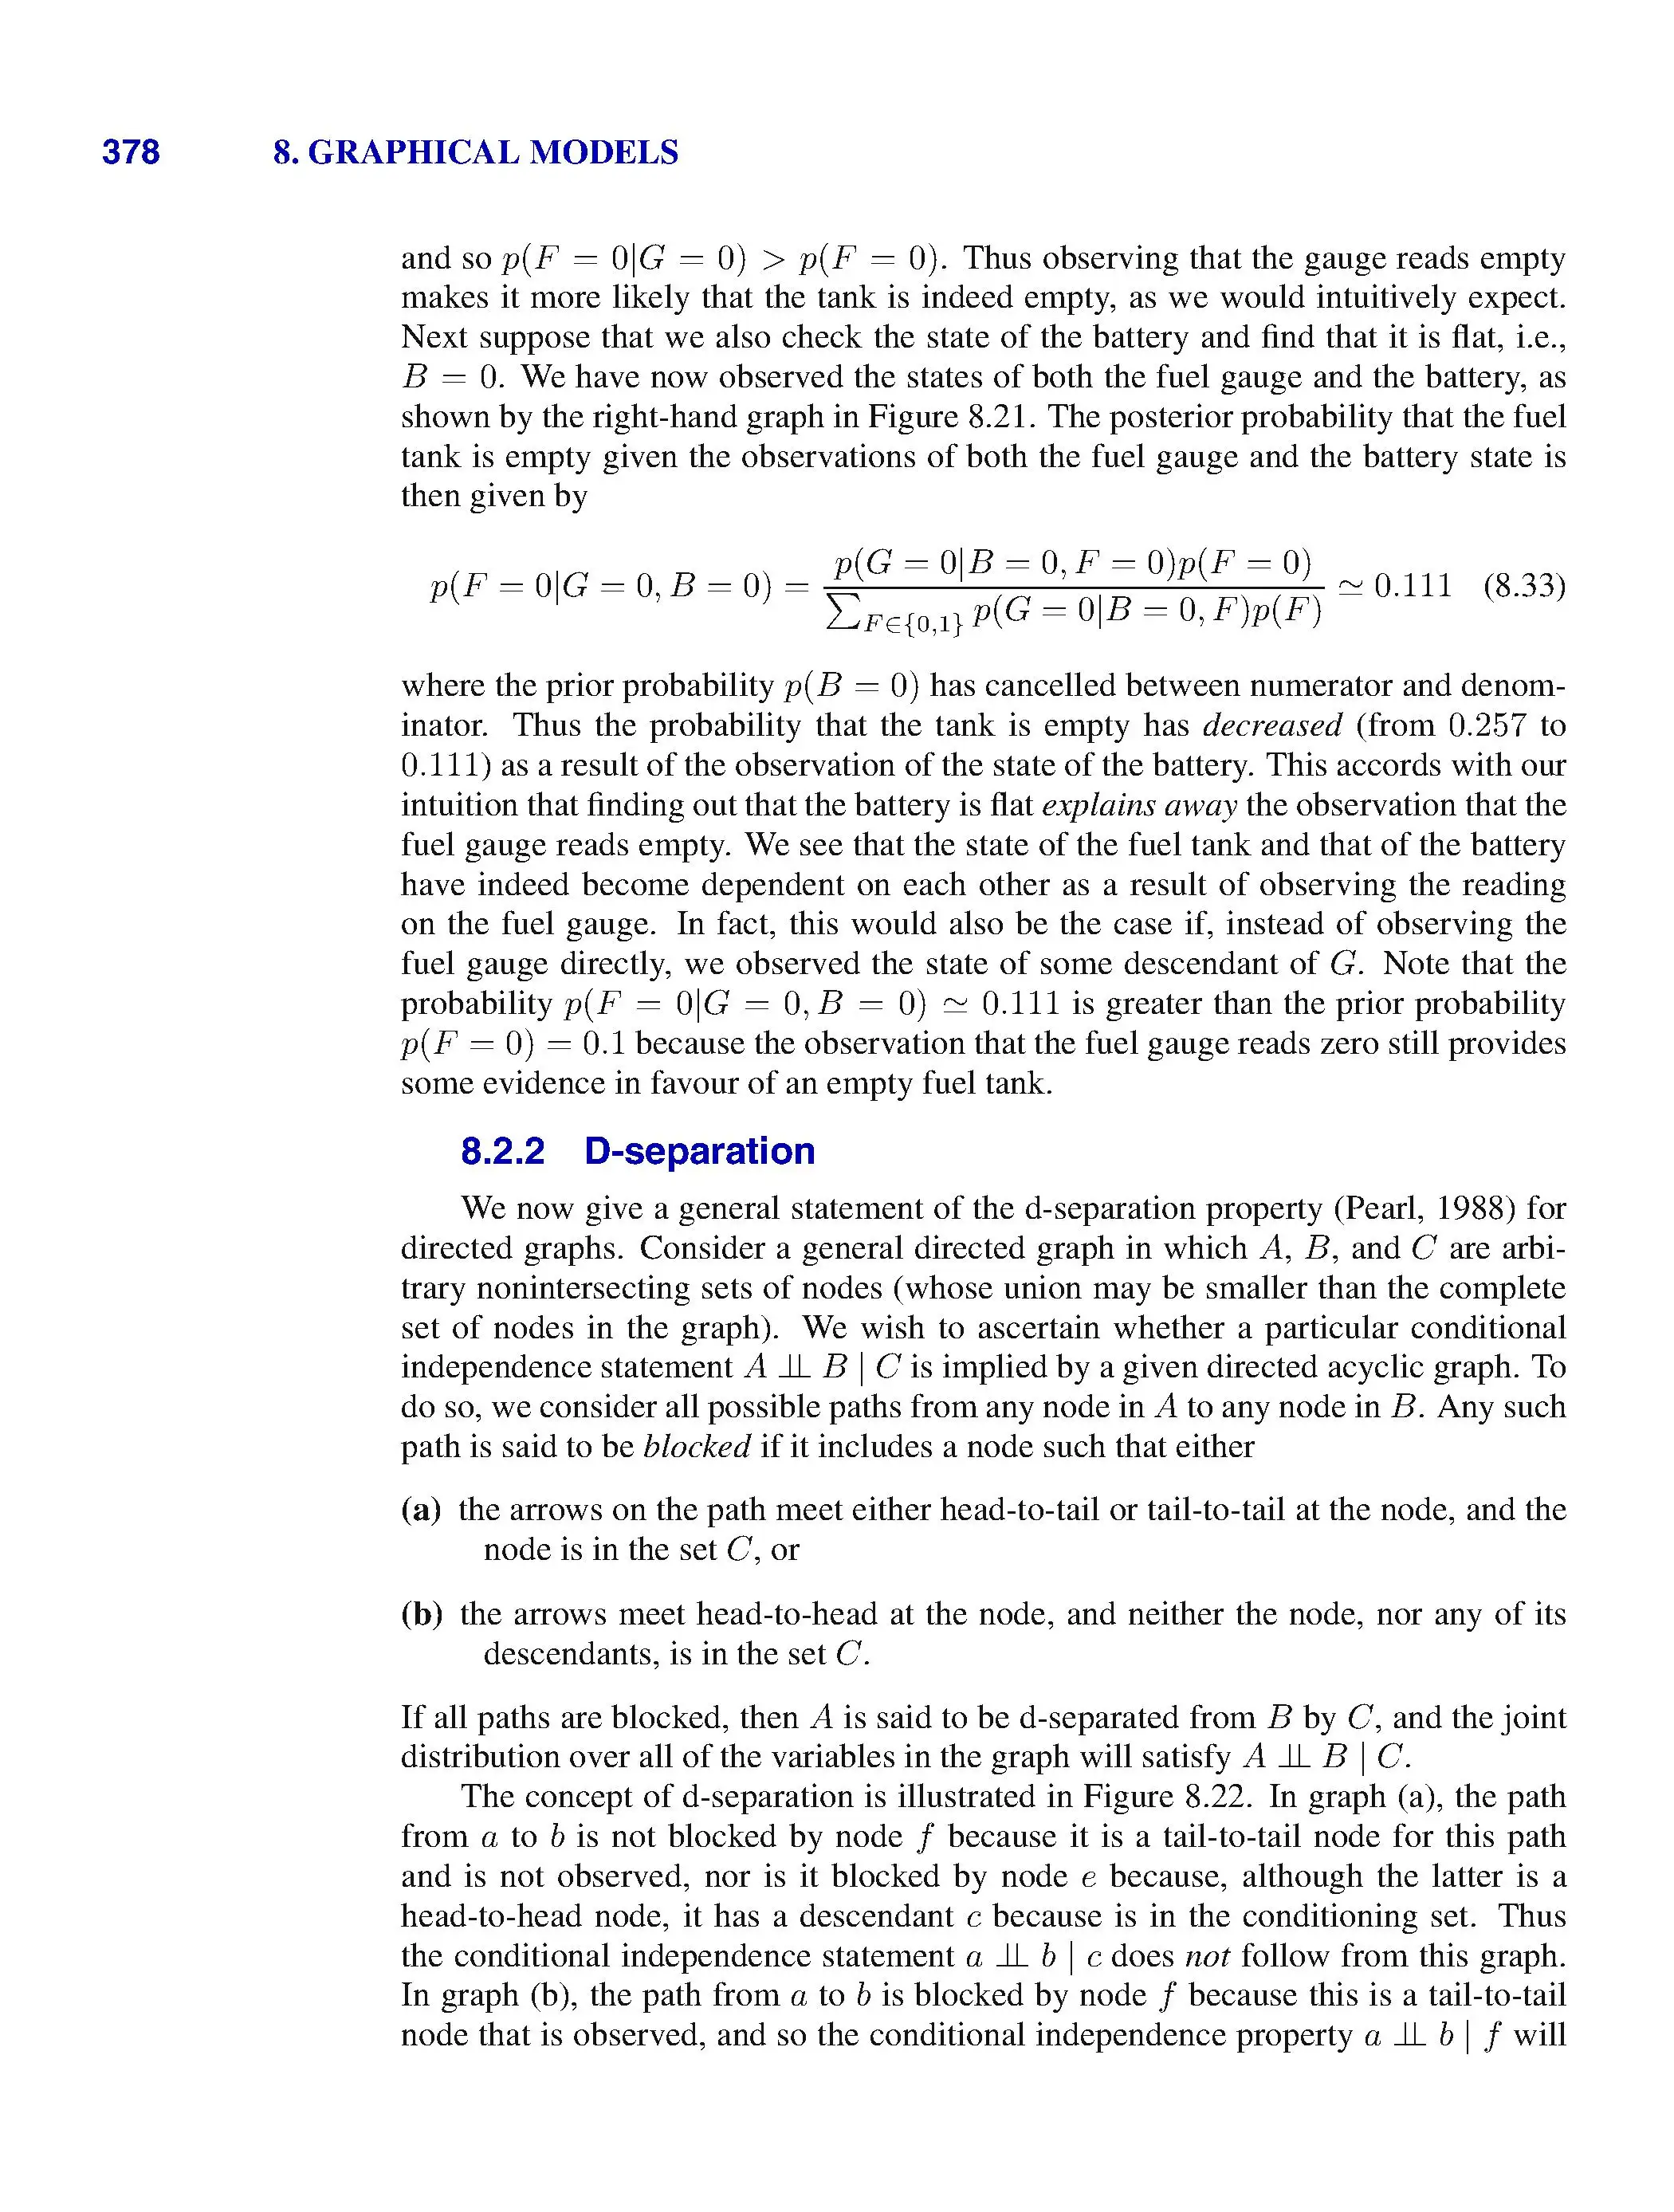 378 8. GRAPHICAL MODELS
and so p(F = 0|G = 0) > p(F = 0). Thus observing that the gauge reads empty
makes it more likely that the tank is indeed empty, as we would intuitively expect.
Next suppose that we also check the state of the battery and find that it is flat, i.e.,
B = 0. We have now observed the states of both the fuel gauge and the battery, as
shown by the right-hand graph in Figure 8.21. The posterior probability that the fuel
tank is empty given the observations of both the fuel gauge and the battery state is
then given by
p(F = 0|G = 0, B = 0) = p(G = 0|B = 0, F = 0)p(F = 0) / ∑F∈{0,1} p(G = 0|B = 0, F)p(F) ≃ 0.111 (8.33)
where the prior probability p(B = 0) has cancelled between numerator and denom-
inator. Thus the probability that the tank is empty has decreased (from 0.257 to
0.111) as a result of the observation of the state of the battery. This accords with our
intuition that finding out that the battery is flat explains away the observation that the
fuel gauge reads empty. We see that the state of the fuel tank and that of the battery
have indeed become dependent on each other as a result of observing the reading
on the fuel gauge. In fact, this would also be the case if, instead of observing the
fuel gauge directly, we observed the state of some descendant of G. Note that the
probability p(F = 0|G = 0, B = 0) ≃ 0.111 is greater than the prior probability
p(F = 0) = 0.1 because the observation that the fuel gauge reads zero still provides
some evidence in favour of an empty fuel tank.
8.2.2 D-separation
We now give a general statement of the d-separation property (Pearl, 1988) for
directed graphs. Consider a general directed graph in which A, B, and C are arbi-
trary nonintersecting sets of nodes (whose union may be smaller than the complete
set of nodes in the graph). We wish to ascertain whether a particular conditional
independence statement A ⫫ B | C is implied by a given directed acyclic graph. To
do so, we consider all possible paths from any node in A to any node in B. Any such
path is said to be blocked if it includes a node such that either
(a) the arrows on the path meet either head-to-tail or tail-to-tail at the node, and the
node is in the set C, or
(b) the arrows meet head-to-head at the node, and neither the node, nor any of its
descendants, is in the set C.
If all paths are blocked, then A is said to be d-separated from B by C, and the joint
distribution over all of the variables in the graph will satisfy A ⫫ B | C.
The concept of d-separation is illustrated in Figure 8.22. In graph (a), the path
from a to b is not blocked by node f because it is a tail-to-tail node for this path
and is not observed, nor is it blocked by node e because, although the latter is a
head-to-head node, it has a descendant c because is in the conditioning set. Thus
the conditional independence statement a ⫫ b | c does not follow from this graph.
In graph (b), the path from a to b is blocked by node f because this is a tail-to-tail
node that is observed, and so the conditional independence property a ⫫ b | f will